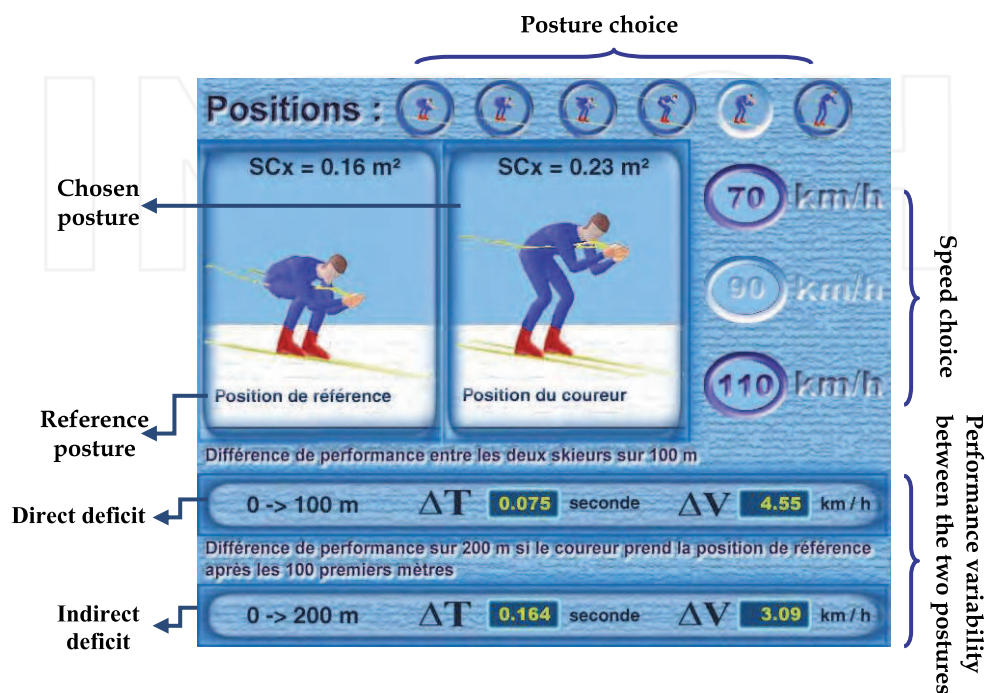 Posture choice
Positions :
SCx = 0.16 m²
SCx = 0.23 m²
70 km/h
Chosen
posture
90 km/h
Speed choice
110 km/h
Position de référence
Position du coureur
Reference
posture
Différence de performance entre les deux skieurs sur 100 m
Direct deficit
0 -> 100 m ΔT 0.075 seconde ΔV 4.55 km / h
Différence de performance sur 200 m si le coureur prend la position de référence
après les 100 premiers mètres
Indirect
deficit
0 -> 200 m ΔT 0.164 seconde ΔV 3.09 km / h
Performance variability
between the two postures